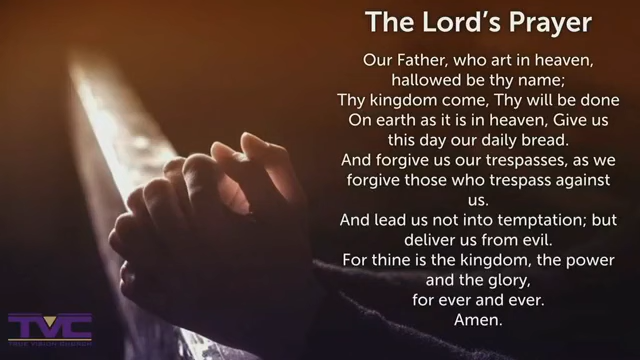 The Lord's Prayer
Our Father, who art in heaven,
hallowed be thy name;
Thy kingdom come, Thy will be done
On earth as it is in heaven, Give us
this day our daily bread.
And forgive us our trespasses, as we
forgive those who trespass against
us.
And lead us not into temptation; but
deliver us from evil.
For thine is the kingdom, the power
and the glory,
for ever and ever.
Amen.
TVC
TRUE VISION CHURCH